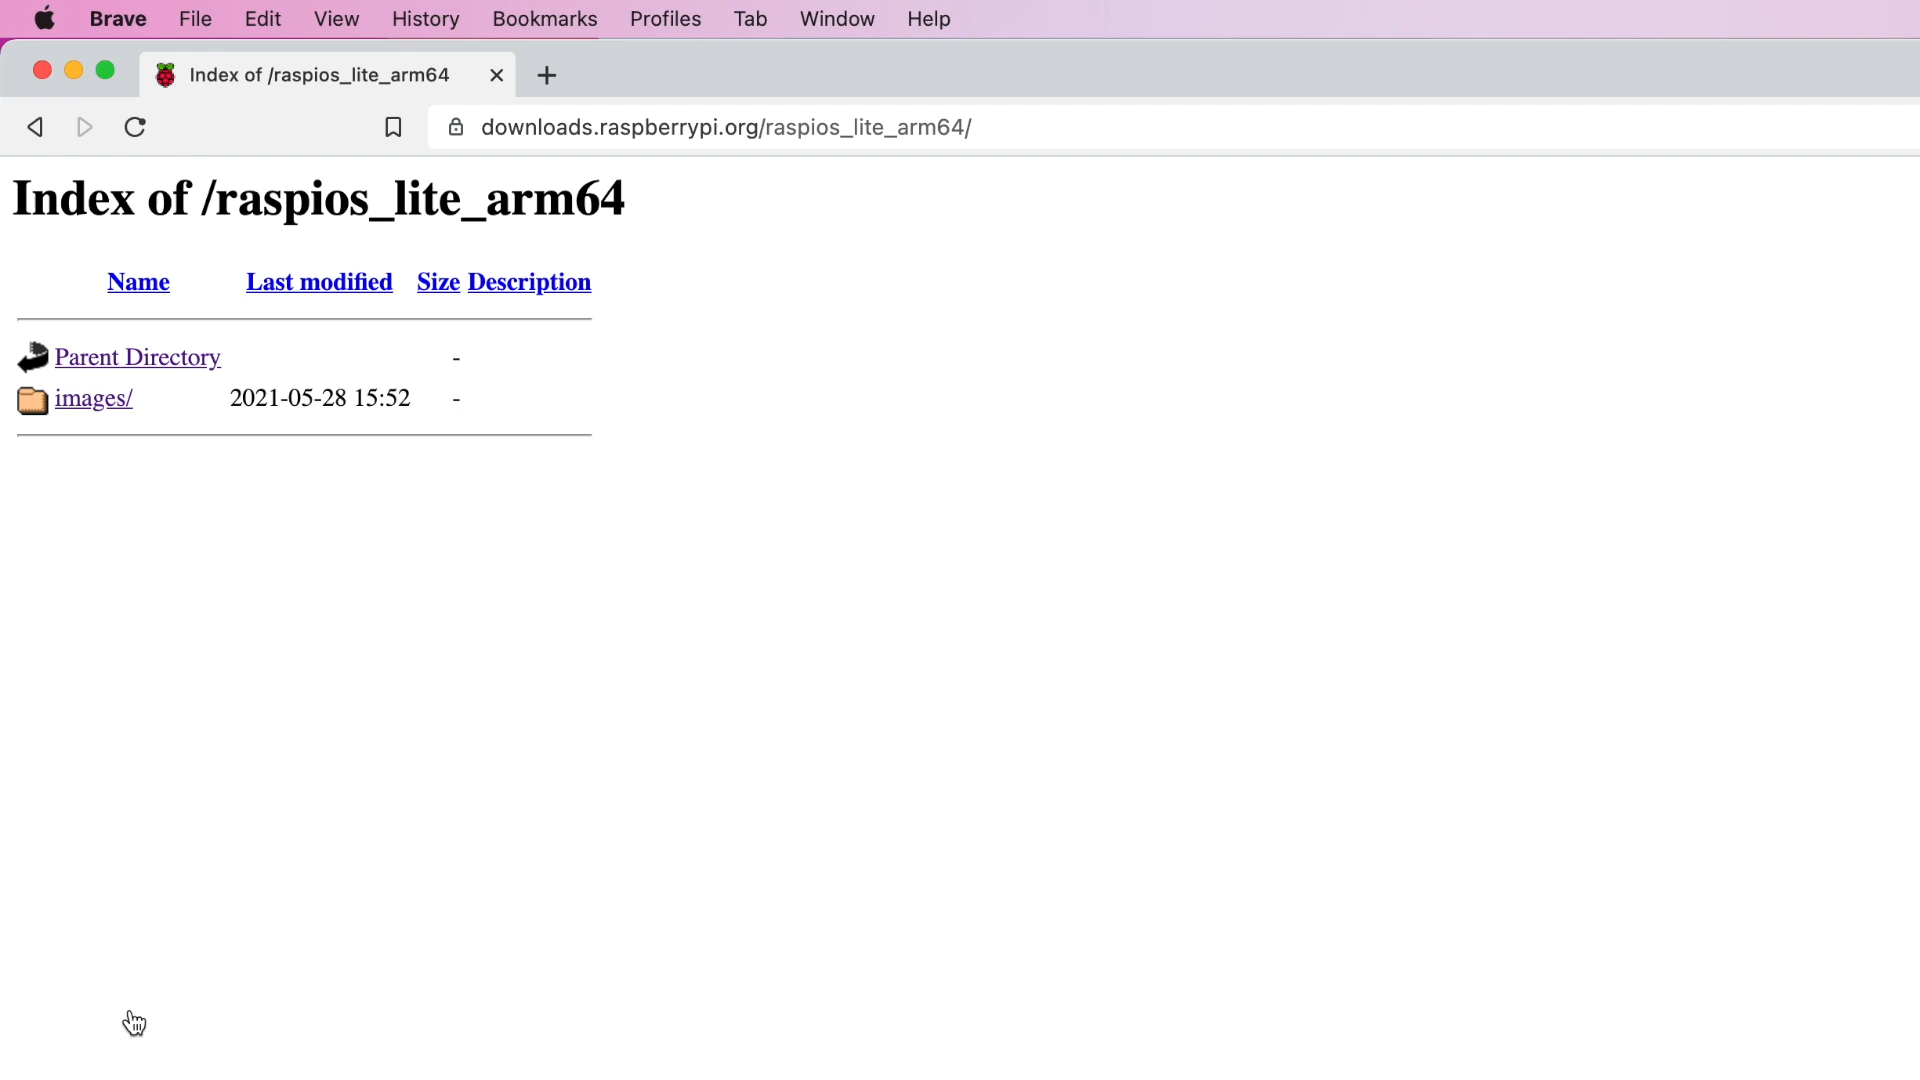 Brave File Edit View History Bookmarks Profiles Tab Window Help
Index of /raspios_lite_arm64
downloads.raspberrypi.org/raspios_lite_arm64/
Index of /raspios_lite_arm64
Name Last modified Size Description
Parent Directory -
images/ 2021-05-28 15:52 -